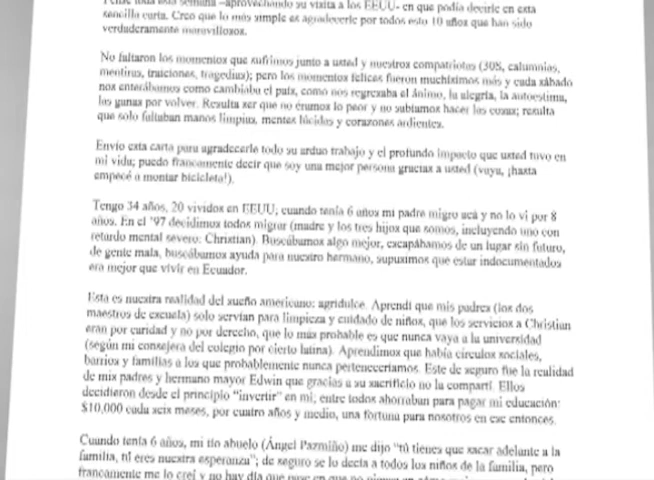 Pensé toda esta semana –aprovechando su visita a los EEUU- en que podía decirle en esta
sencilla carta. Creo que lo más simple es agradecerle por todos esto 10 años que han sido
verdaderamente maravillosos.
No faltaron los momentos que sufrimos junto a usted y nuestros compatriotas (30S, calumnias,
mentiras, traiciones, tragedias); pero los momentos felices fueron muchísimos más y cada sábado
nos enterábamos como cambiaba el país, como nos regresaba el ánimo, la alegría, la autoestima,
las ganas por volver. Resulta ser que no éramos lo peor y no sabíamos hacer las cosas; resulta
que solo faltaban manos limpias, mentes lúcidas y corazones ardientes.
Envío esta carta para agradecerle todo su arduo trabajo y el profundo impacto que usted tuvo en
mi vida; puedo francamente decir que soy una mejor persona gracias a usted (vaya, ¡hasta
empecé a montar bicicleta!).
Tengo 34 años, 20 vividos en EEUU; cuando tenía 6 años mi padre migro acá y no lo vi por 8
años. En el '97 decidimos todos migrar (madre y los tres hijos que somos, incluyendo uno con
retardo mental severo: Christian). Buscábamos algo mejor, escapábamos de un lugar sin futuro,
de gente mala, buscábamos ayuda para nuestro hermano, supusimos que estar indocumentados
era mejor que vivir en Ecuador.
Esta es nuestra realidad del sueño americano: agridulce. Aprendí que mis padres (los dos
maestros de escuela) solo servían para limpieza y cuidado de niños, que los servicios a Christian
eran por caridad y no por derecho, que lo más probable es que nunca vaya a la universidad
(según mi consejera del colegio por cierto latina). Aprendimos que había círculos sociales,
barrios y familias a los que probablemente nunca perteneceríamos. Este de seguro fue la realidad
de mis padres y hermano mayor Edwin que gracias a su sacrificio no la compartí. Ellos
decidieron desde el principio "invertir" en mi; entre todos ahorraban para pagar mi educación:
$10,000 cada seis meses, por cuatro años y medio, una fortuna para nosotros en ese entonces.
Cuando tenía 6 años, mi tío abuelo (Ángel Pazmiño) me dijo "tú tienes que sacar adelante a la
familia, tú eres nuestra esperanza"; de seguro se lo decía a todos los niños de la familia, pero
francamente me lo creí y no hay día que pase en que no